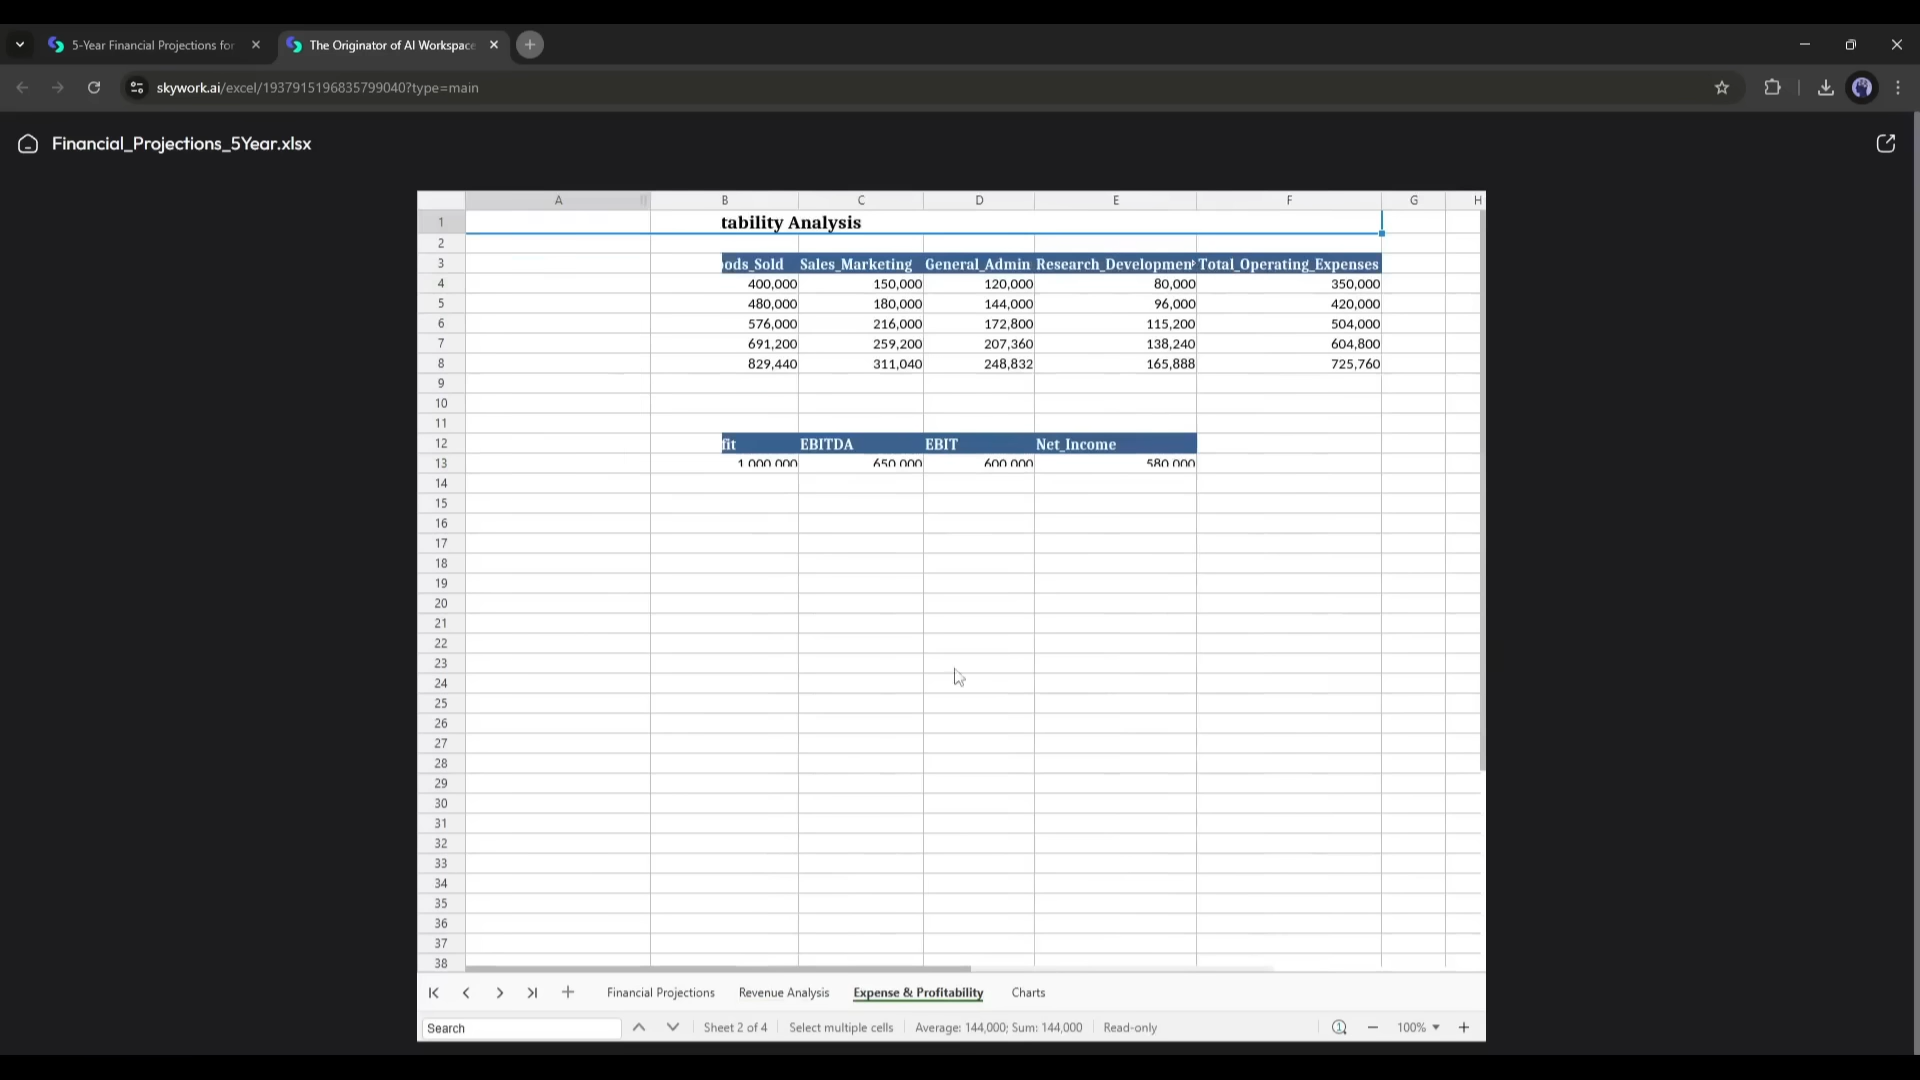 5-Year Financial Projections for
The Originator of AI Workspace
skywork.ai/excel/1937915196835799040?type=main
Financial_Projections_5Year.xlsx
A B C D E F G H
1 tability Analysis
2
3 ods_Sold Sales_Marketing General_Admin Research_Developmen Total_Operating_Expenses
4 400,000 150,000 120,000 80,000 350,000
5 480,000 180,000 144,000 96,000 420,000
6 576,000 216,000 172,800 115,200 504,000
7 691,200 259,200 207,360 138,240 604,800
8 829,440 311,040 248,832 165,888 725,760
9
10
11
12 fit EBITDA EBIT Net_Income
13 1,000,000 650,000 600,000 580,000
14
15
16
17
18
19
20
21
22
23
24
25
26
27
28
29
30
31
32
33
34
35
36
37
38
Financial Projections Revenue Analysis Expense & Profitability Charts
Search Sheet 2 of 4 Select multiple cells Average: 144,000; Sum: 144,000 Read-only 100%